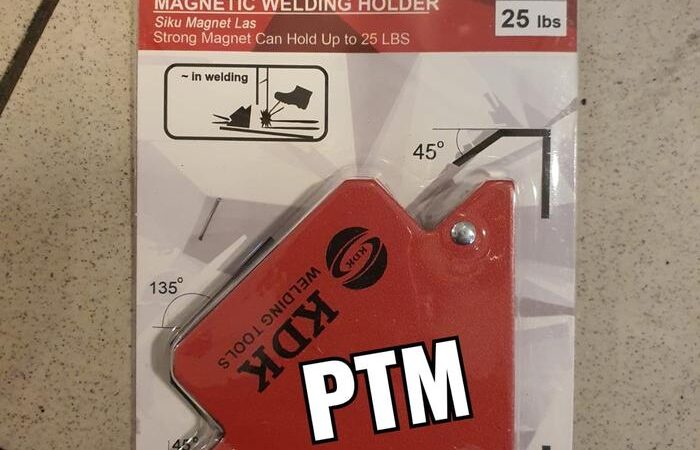 MAGNETIC WELDING HOLDER
25 lbs
Siku Magnet Las
Strong Magnet Can Hold Up to 25 LBS
~ in welding
45°
135°
KDK
KDK
WELDING TOOLS
PTM
45°